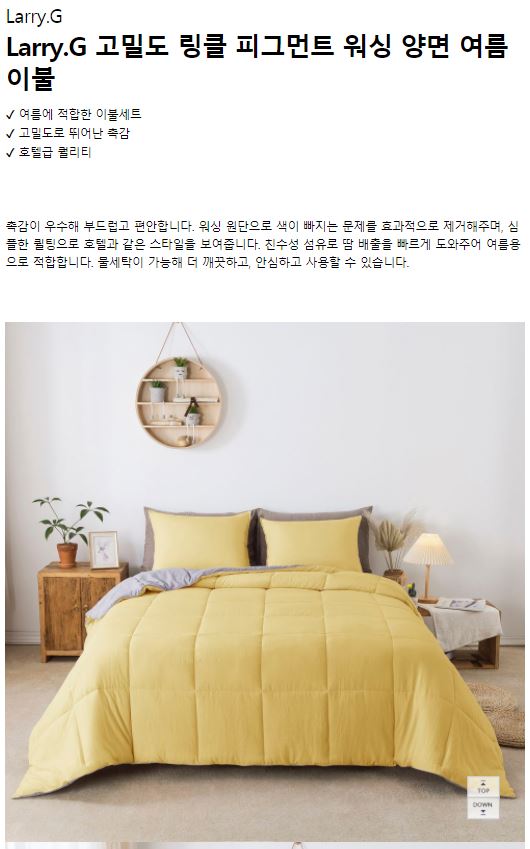 Larry.G
Larry.G 고밀도 링클 피그먼트 워싱 양면 여름
이불
✓ 여름에 적합한 이불세트
✓ 고밀도로 뛰어난 촉감
✓ 호텔급 퀄리티
촉감이 우수해 부드럽고 편안합니다. 워싱 원단으로 색이 빠지는 문제를 효과적으로 제거해주며, 심
플한 퀼팅으로 호텔과 같은 스타일을 보여줍니다. 친수성 섬유로 땀 배출을 빠르게 도와주어 여름용
으로 적합합니다. 물세탁이 가능해 더 깨끗하고, 안심하고 사용할 수 있습니다.
TOP
DOWN